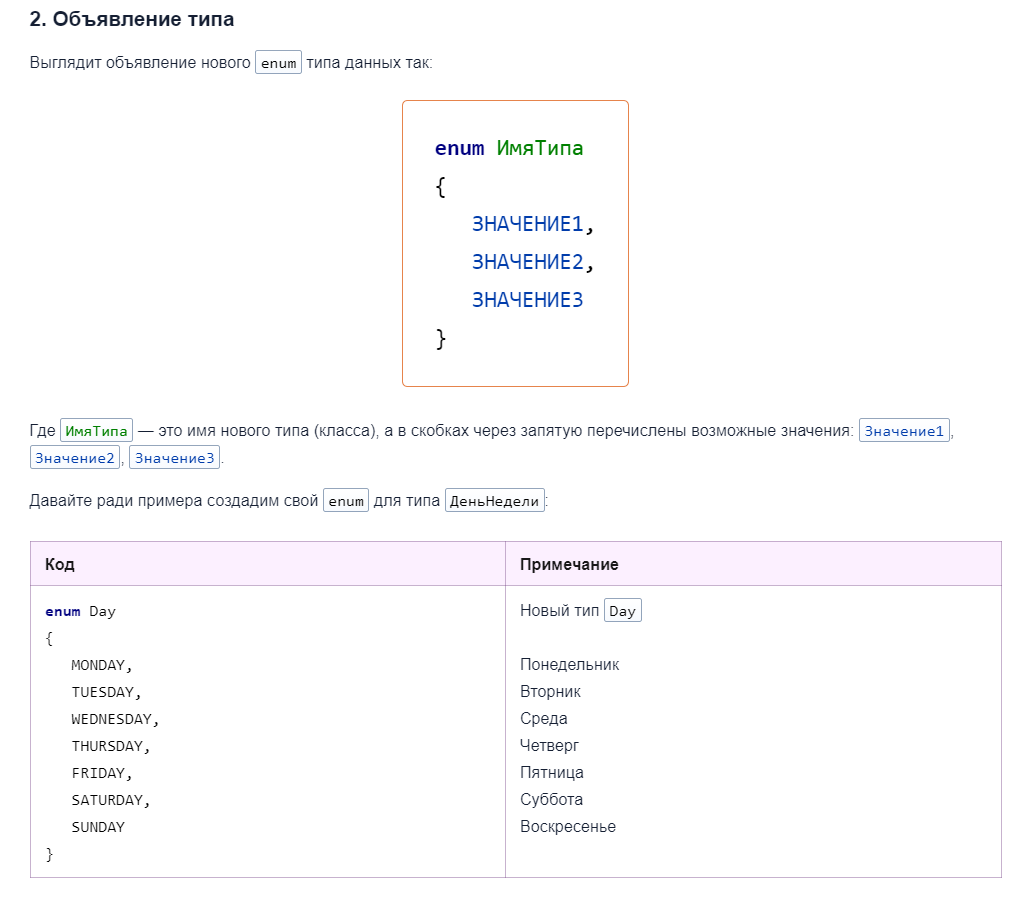 2. Объявление типа
Выглядит объявление нового enum типа данных так:
enum ИмяТипа
{
ЗНАЧЕНИЕ1,
ЗНАЧЕНИЕ2,
ЗНАЧЕНИЕ3
}
Где ИмяТипа — это имя нового типа (класса), а в скобках через запятую перечислены возможные значения: Значение1,
Значение2, Значение3.
Давайте ради примера создадим свой enum для типа ДеньНедели:
Код Примечание
enum Day Новый тип Day
{
MONDAY, Понедельник
TUESDAY, Вторник
WEDNESDAY, Среда
THURSDAY, Четверг
FRIDAY, Пятница
SATURDAY, Суббота
SUNDAY Воскресенье
}